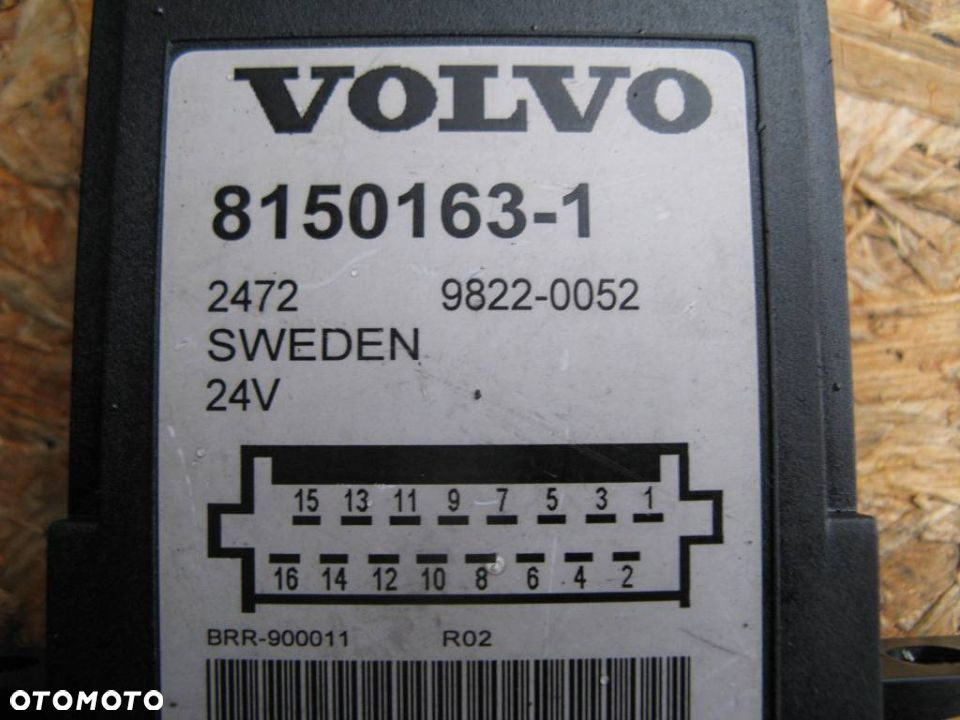 VOLVO
8150163-1
2472 9822-0052
SWEDEN
24V
15 13 11 9 7 5 3 1
16 14 12 10 8 6 4 2
BRR-900011 R02
OTOMOTO